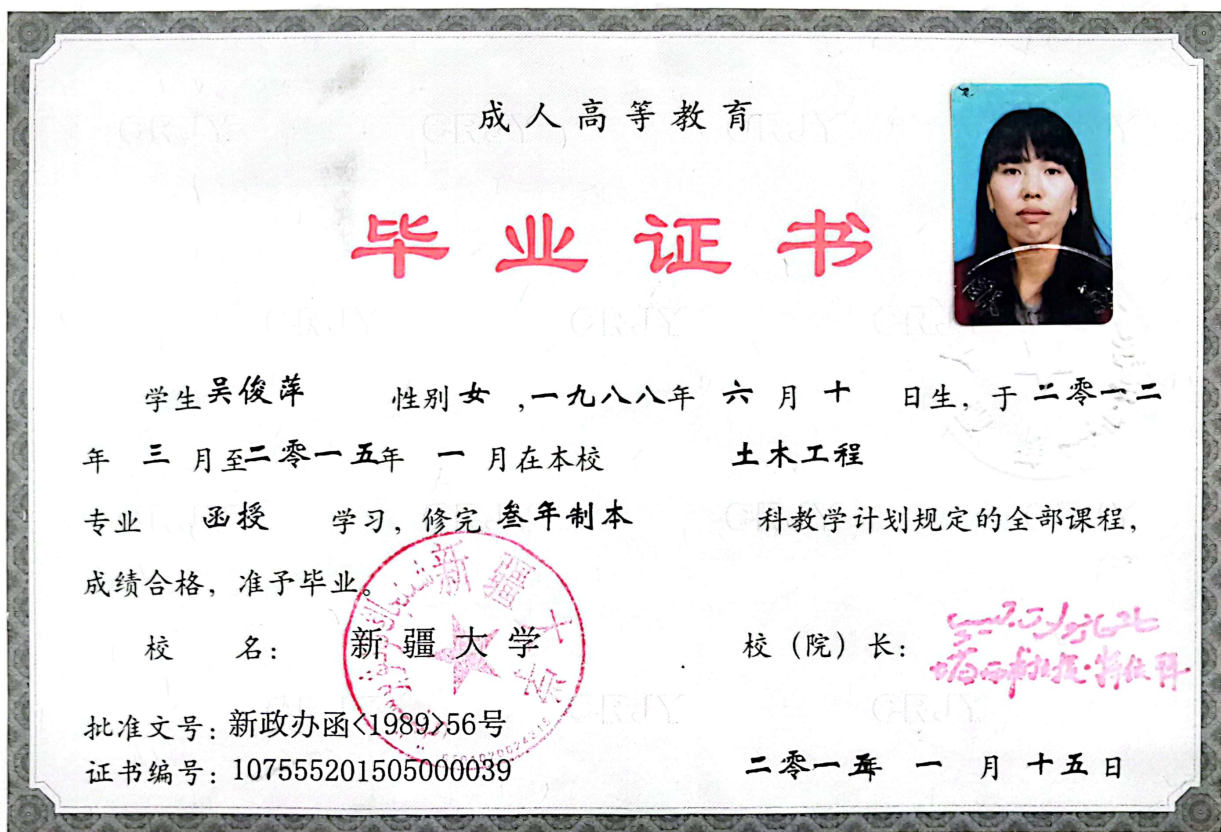 成人高等教育
毕业证书
学生吴俊萍 性别女,一九八八年 六 月 十 日生, 于二零一二
年 三 月至二零一五年 一 月在本校 土木工程
专业 函授 学习, 修完 叁年制本 科教学计划规定的全部课程,
成绩合格, 准予毕业。
校 名: 新疆大学 校(院)长:
新疆大学
批准文号: 新政办函<1989>56号
证书编号: 107555201505000039 二零一五年 一 月 十五日